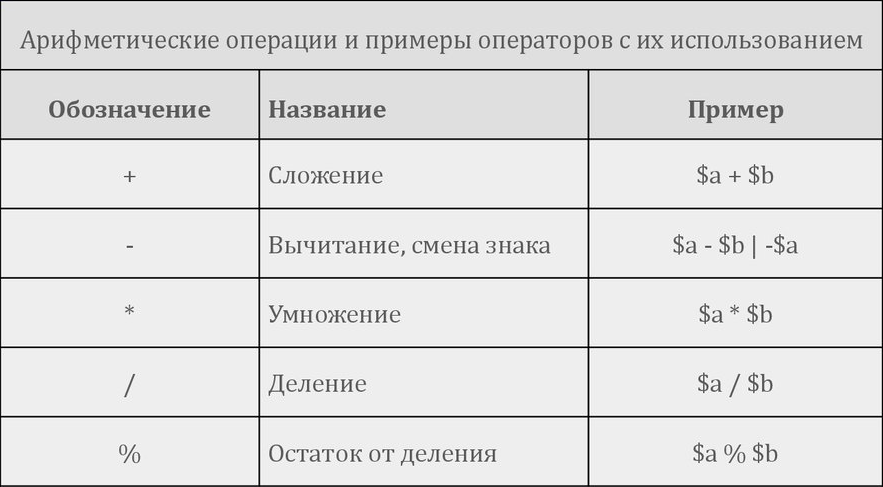 Арифметические операции и примеры операторов с их использованием
Обозначение Название Пример
+ Сложение $a + $b
- Вычитание, смена знака $a - $b | -$a
* Умножение $a * $b
/ Деление $a / $b
% Остаток от деления $a % $b